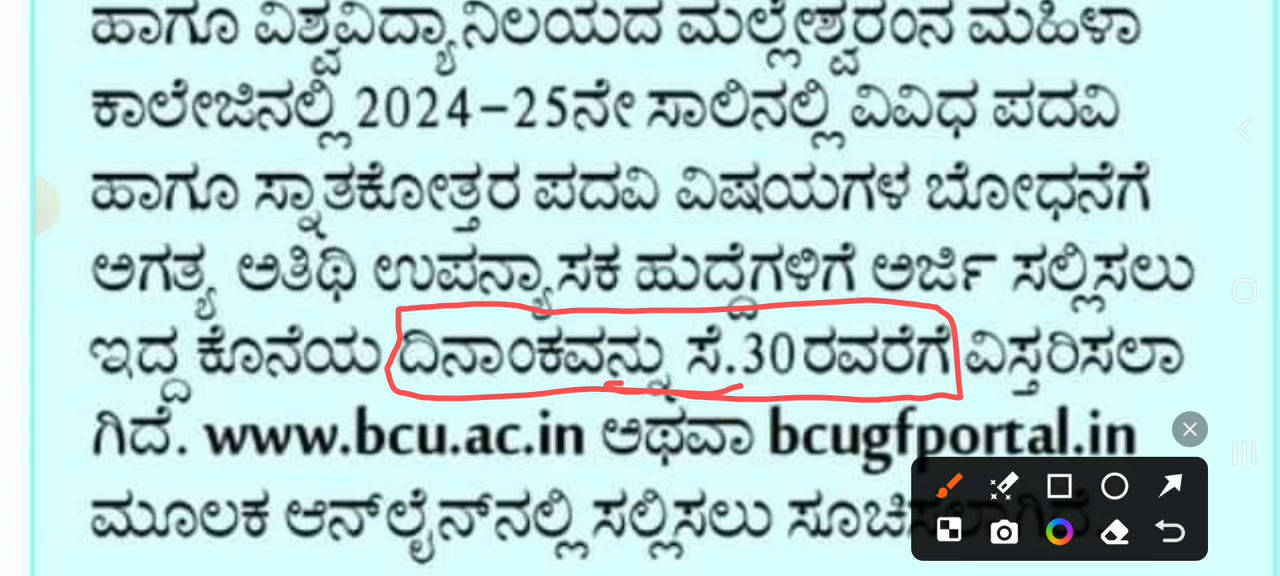 ಹಾಗೂ ವಿಶ್ವವಿದ್ಯಾನಿಲಯದ ಮಲ್ಲೇಶ್ವರಂನ ಮಹಿಳಾ
ಕಾಲೇಜಿನಲ್ಲಿ 2024-25ನೇ ಸಾಲಿನಲ್ಲಿ ವಿವಿಧ ಪದವಿ
ಹಾಗೂ ಸ್ನಾತಕೋತ್ತರ ಪದವಿ ವಿಷಯಗಳ ಬೋಧನೆಗೆ
ಅಗತ್ಯ ಅತಿಥಿ ಉಪನ್ಯಾಸಕ ಹುದ್ದೆಗಳಿಗೆ ಅರ್ಜಿ ಸಲ್ಲಿಸಲು
ಇದ್ದ ಕೊನೆಯ ದಿನಾಂಕವನ್ನು ಸೆ.30ರವರೆಗೆ ವಿಸ್ತರಿಸಲಾ
ಗಿದೆ. www.bcu.ac.in ಅಥವಾ bcugfportal.in
ಮೂಲಕ ಆನ್‌ಲೈನ್‌ನಲ್ಲಿ ಸಲ್ಲಿಸಲು ಸೂಚಿಸಲಾಗಿದೆ.